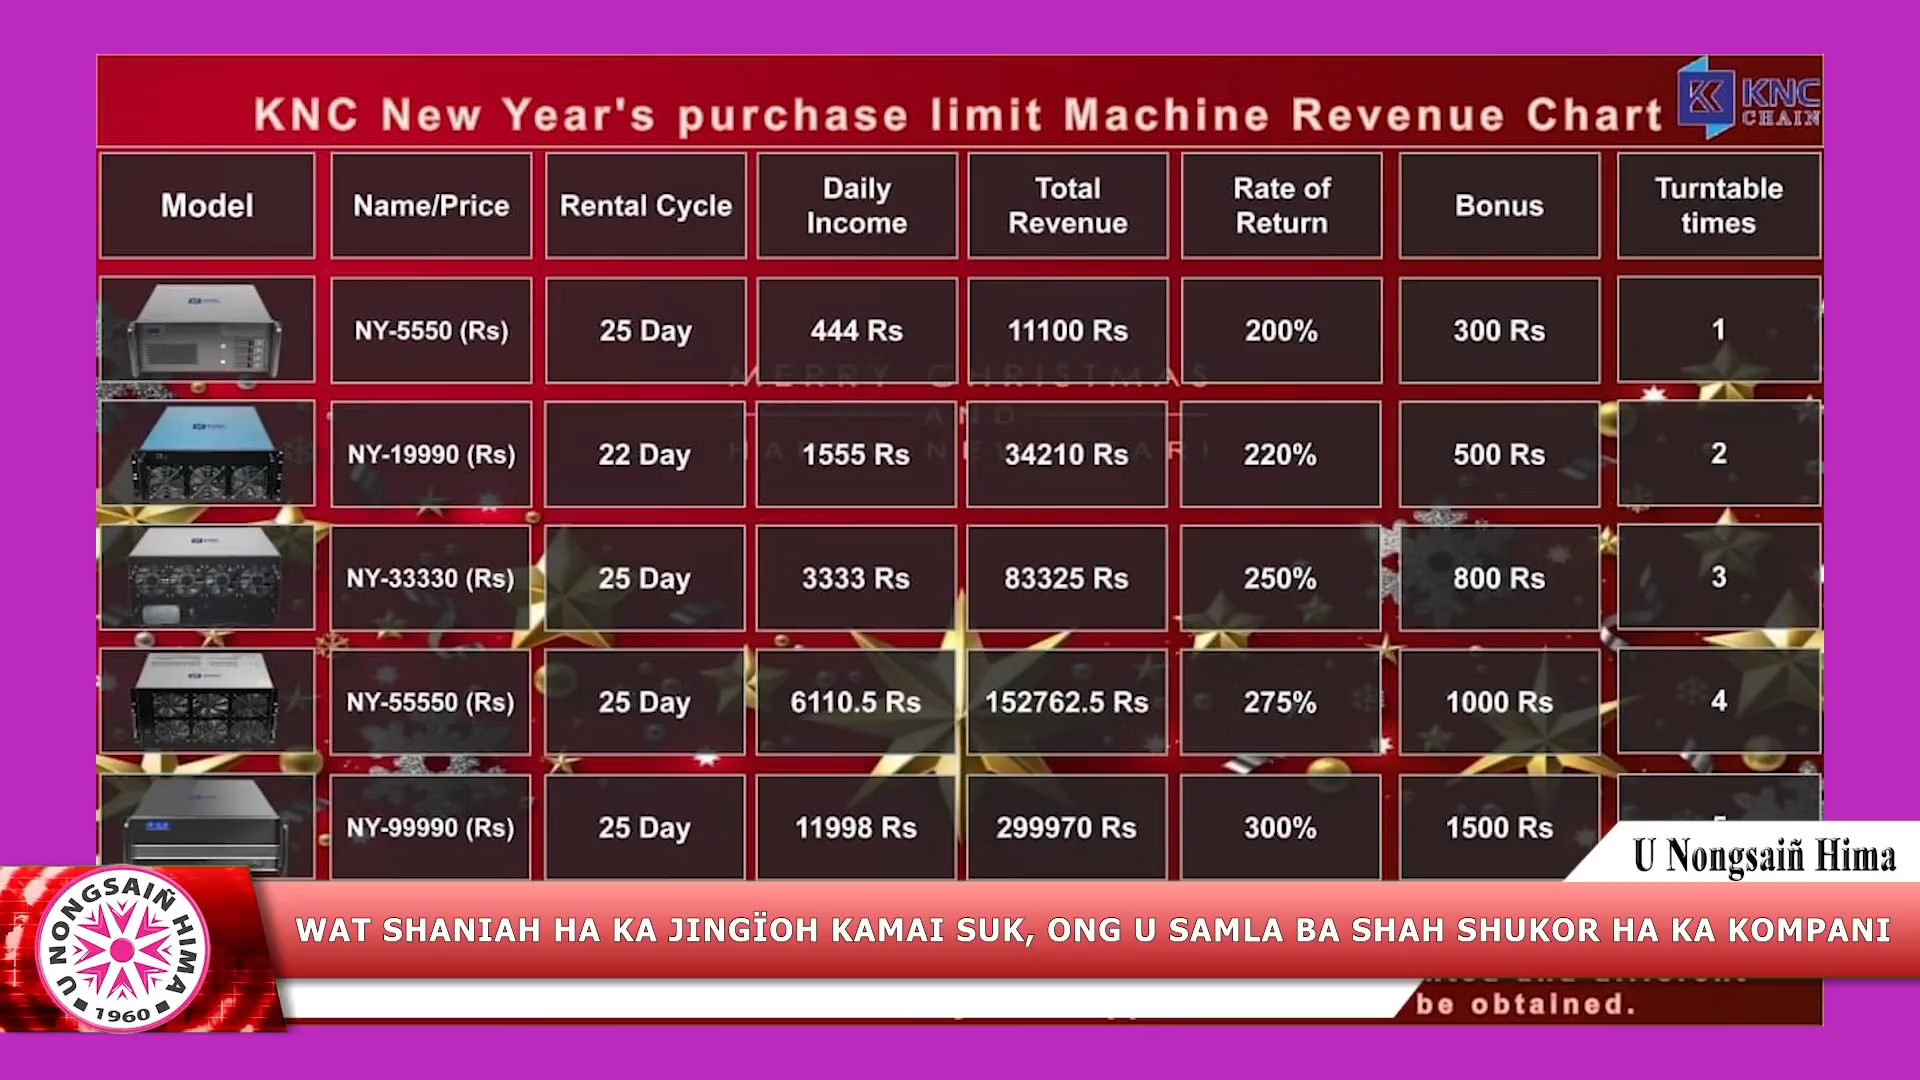 KNC New Year's purchase limit Machine Revenue Chart
KNC
CHAIN
Model Name/Price Rental Cycle Daily Income Total Revenue Rate of Return Bonus Turntable times
NY-5550 (Rs) 25 Day 444 Rs 11100 Rs 200% 300 Rs 1
MERRY CHRISTMAS
AND
NY-19990 (Rs) 22 Day 1555 Rs 34210 Rs 220% 500 Rs 2
NY-33330 (Rs) 25 Day 3333 Rs 83325 Rs 250% 800 Rs 3
NY-55550 (Rs) 25 Day 6110.5 Rs 152762.5 Rs 275% 1000 Rs 4
NY-99990 (Rs) 25 Day 11998 Rs 299970 Rs 300% 1500 Rs
U Nongsaiñ Hima
WAT SHANIAH HA KA JINGÏOH KAMAI SUK, ONG U SAMLA BA SHAH SHUKOR HA KA KOMPANI
U NONGSAIÑ HIMA
1960
be obtained.